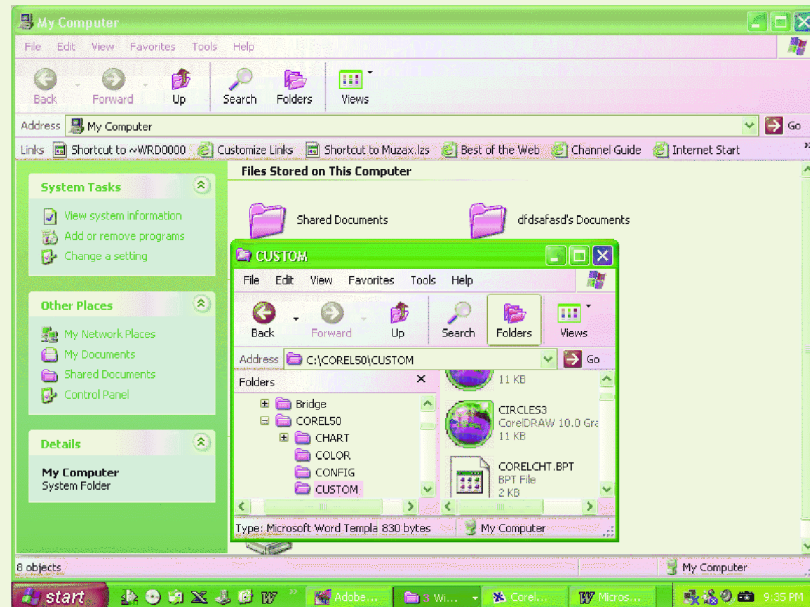 My Computer
File Edit View Favorites Tools Help
Back Forward Up Search Folders Views
Address My Computer Go
Links Shortcut to ~WRD0000 Customize Links Shortcut to Muzax.lzs Best of the Web Channel Guide Internet Start
System Tasks
View system information
Add or remove programs
Change a setting
Other Places
My Network Places
My Documents
Shared Documents
Control Panel
Details
My Computer
System Folder
Files Stored on This Computer
Shared Documents dfdsafasd's Documents
CUSTOM
File Edit View Favorites Tools Help
Back Forward Up Search Folders Views
Address C:\COREL50\CUSTOM Go
Folders
Bridge
COREL50
CHART
COLOR
CONFIG
CUSTOM
11 KB
CIRCLES3
CorelDRAW 10.0 Gra
11 KB
CORELCHT.BPT
BPT File
2 KB
Type: Microsoft Word Templa 830 bytes My Computer
8 objects My Computer
start Adobe... 3 Wi... Corel... Micros... 9:35 PM